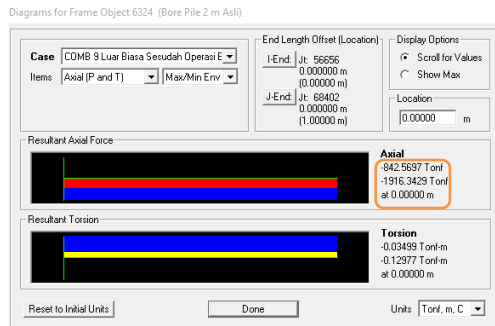 Diagrams for Frame Object 6324 (Bore Pile 2 m Asli)
Case COMB 9 Luar Biasa Sesudah Operasi E
Items Axial (P and T) Max/Min Env
End Length Offset (Location)
I-End: Jt: 56656
0.000000 m
(0.00000 m)
J-End: Jt: 68402
0.000000 m
(1.00000 m)
Display Options
Scroll for Values
Show Max
Location
0.00000 m
Resultant Axial Force
Axial
-842.5697 Tonf
-1916.3429 Tonf
at 0.00000 m
Resultant Torsion
Torsion
-0.03499 Tonf-m
-0.12977 Tonf-m
at 0.00000 m
Reset to Initial Units Done Units Tonf, m, C